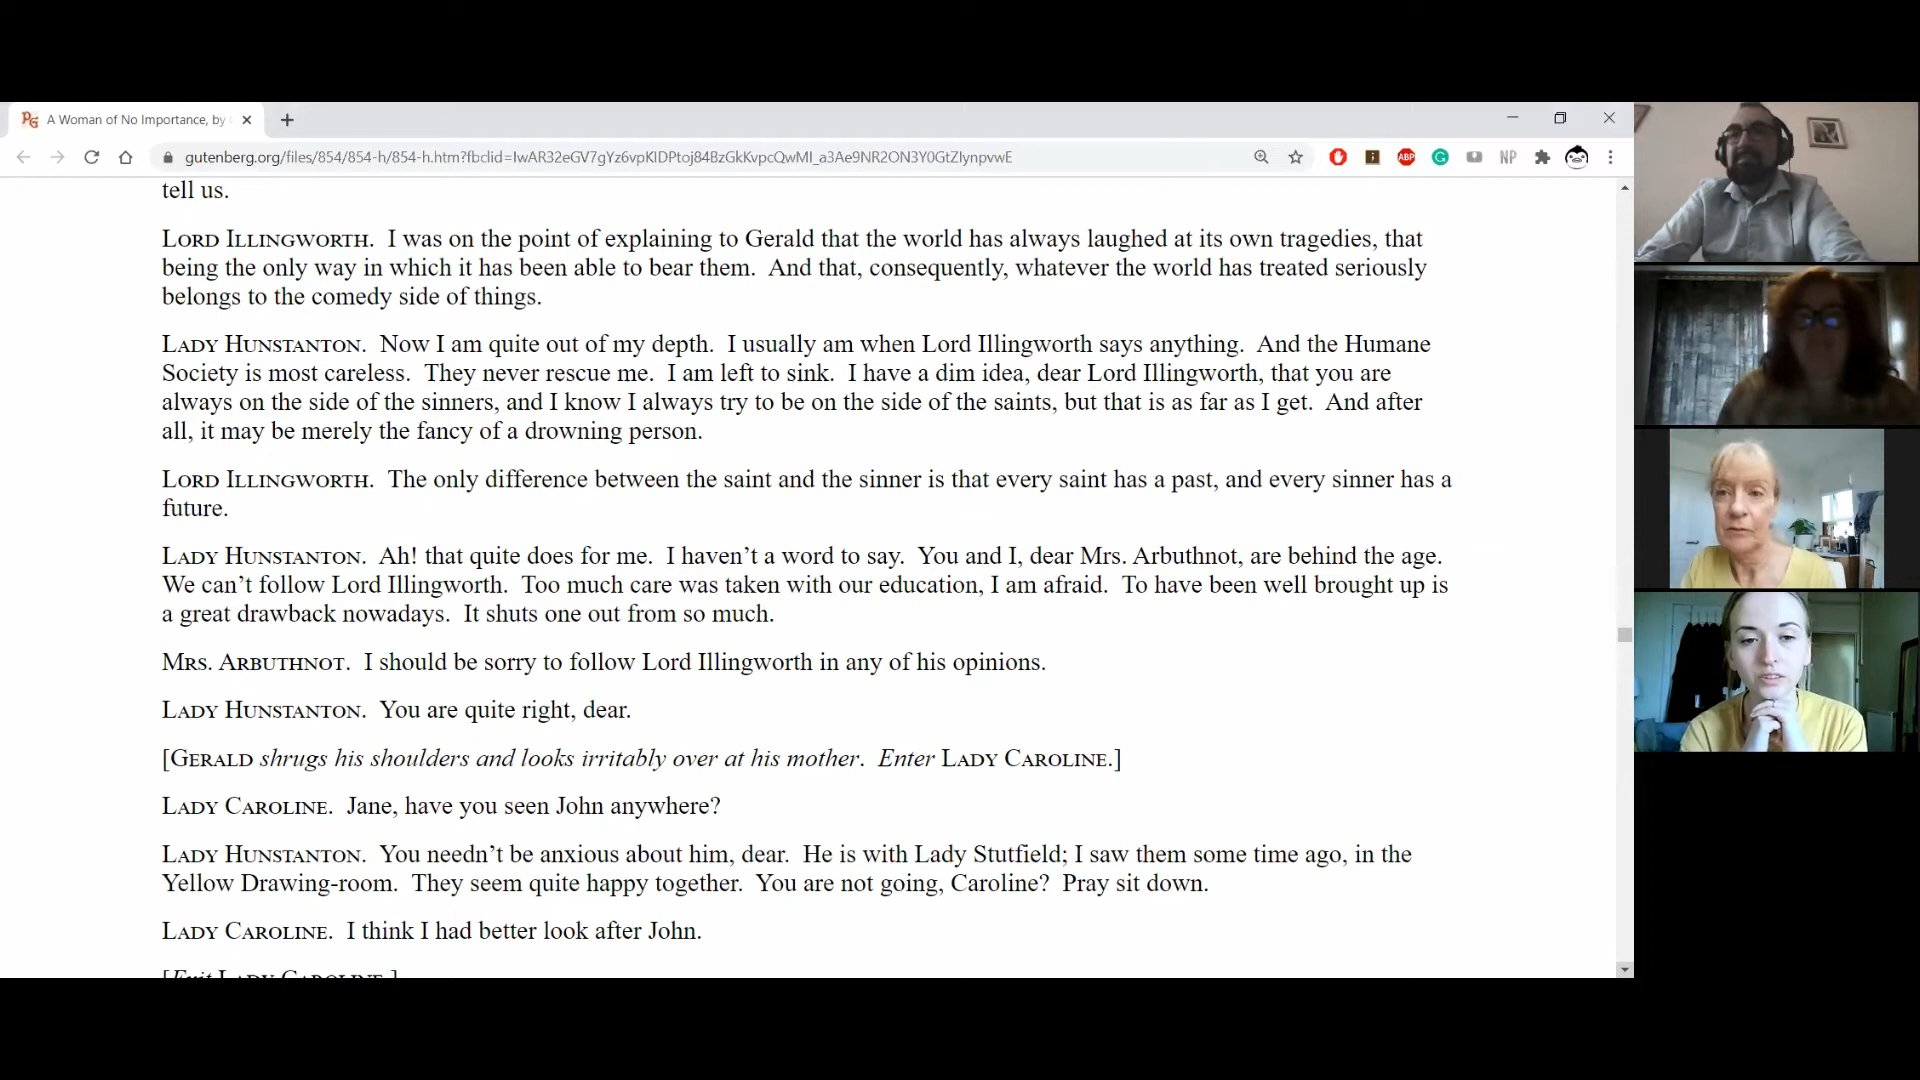 A Woman of No Importance, by
gutenberg.org/files/854/854-h/854-h.htm?fbclid=IwAR32eGV7gYz6vpKIDPtoj84BzGkKvpcQwMI_a3Ae9NR2ON3Y0GtZIynpvwE
ABP
NP
tell us.
LORD ILLINGWORTH. I was on the point of explaining to Gerald that the world has always laughed at its own tragedies, that
being the only way in which it has been able to bear them. And that, consequently, whatever the world has treated seriously
belongs to the comedy side of things.
LADY HUNSTANTON. Now I am quite out of my depth. I usually am when Lord Illingworth says anything. And the Humane
Society is most careless. They never rescue me. I am left to sink. I have a dim idea, dear Lord Illingworth, that you are
always on the side of the sinners, and I know I always try to be on the side of the saints, but that is as far as I get. And after
all, it may be merely the fancy of a drowning person.
LORD ILLINGWORTH. The only difference between the saint and the sinner is that every saint has a past, and every sinner has a
future.
LADY HUNSTANTON. Ah! that quite does for me. I haven’t a word to say. You and I, dear Mrs. Arbuthnot, are behind the age.
We can’t follow Lord Illingworth. Too much care was taken with our education, I am afraid. To have been well brought up is
a great drawback nowadays. It shuts one out from so much.
MRS. ARBUTHNOT. I should be sorry to follow Lord Illingworth in any of his opinions.
LADY HUNSTANTON. You are quite right, dear.
[GERALD shrugs his shoulders and looks irritably over at his mother. Enter LADY CAROLINE.]
LADY CAROLINE. Jane, have you seen John anywhere?
LADY HUNSTANTON. You needn’t be anxious about him, dear. He is with Lady Stutfield; I saw them some time ago, in the
Yellow Drawing-room. They seem quite happy together. You are not going, Caroline? Pray sit down.
LADY CAROLINE. I think I had better look after John.
[Exit LADY CAROLINE.]